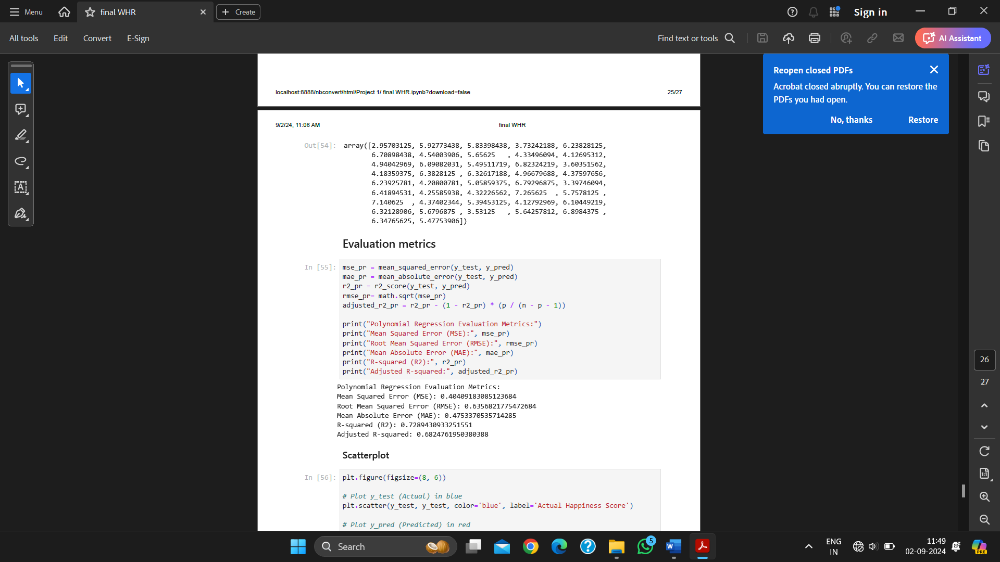 Menu
final WHR
Create
Sign in
All tools
Edit
Convert
E-Sign
Find text or tools
AI Assistant
Reopen closed PDFs
Acrobat closed abruptly. You can restore the
PDFs you had open.
No, thanks
Restore
localhost:8888/nbconvert/html/Project 1/ final WHR.ipynb?download=false 25/27
9/2/24, 11:06 AM final WHR
Out[54]: array([2.95703125, 5.92773438, 5.83398438, 3.73242188, 6.23828125,
6.70898438, 4.54003906, 5.65625   , 4.33496094, 4.12695312,
4.94042969, 6.09082031, 5.49511719, 6.82324219, 3.60351562,
4.18359375, 6.3828125 , 6.32617188, 4.96679688, 4.37597656,
6.23925781, 4.20800781, 5.05859375, 6.79296875, 3.39746094,
6.41894531, 4.25585938, 4.32226562, 7.265625  , 5.7578125 ,
7.140625  , 4.37402344, 5.39453125, 4.12792969, 6.10449219,
6.32128906, 5.6796875 , 3.53125   , 5.64257812, 6.8984375 ,
6.34765625, 5.47753906])
Evaluation metrics
In [55]: mse_pr = mean_squared_error(y_test, y_pred)
mae_pr = mean_absolute_error(y_test, y_pred)
r2_pr = r2_score(y_test, y_pred)
rmse_pr= math.sqrt(mse_pr)
adjusted_r2_pr = r2_pr - (1 - r2_pr) * (p / (n - p - 1))
print("Polynomial Regression Evaluation Metrics:")
print("Mean Squared Error (MSE):", mse_pr)
print("Root Mean Squared Error (RMSE):", rmse_pr)
print("Mean Absolute Error (MAE):", mae_pr)
print("R-squared (R2):", r2_pr)
print("Adjusted R-squared:", adjusted_r2_pr)
Polynomial Regression Evaluation Metrics:
Mean Squared Error (MSE): 0.40409183085123684
Root Mean Squared Error (RMSE): 0.6356821775472684
Mean Absolute Error (MAE): 0.4753370535714285
R-squared (R2): 0.7289430933251551
Adjusted R-squared: 0.6824761950380388
Scatterplot
In [56]: plt.figure(figsize=(8, 6))
# Plot y_test (Actual) in blue
plt.scatter(y_test, y_test, color='blue', label='Actual Happiness Score')
# Plot y_pred (Predicted) in red
26
27
Search
5
ENG
IN
11:49
02-09-2024
PRE